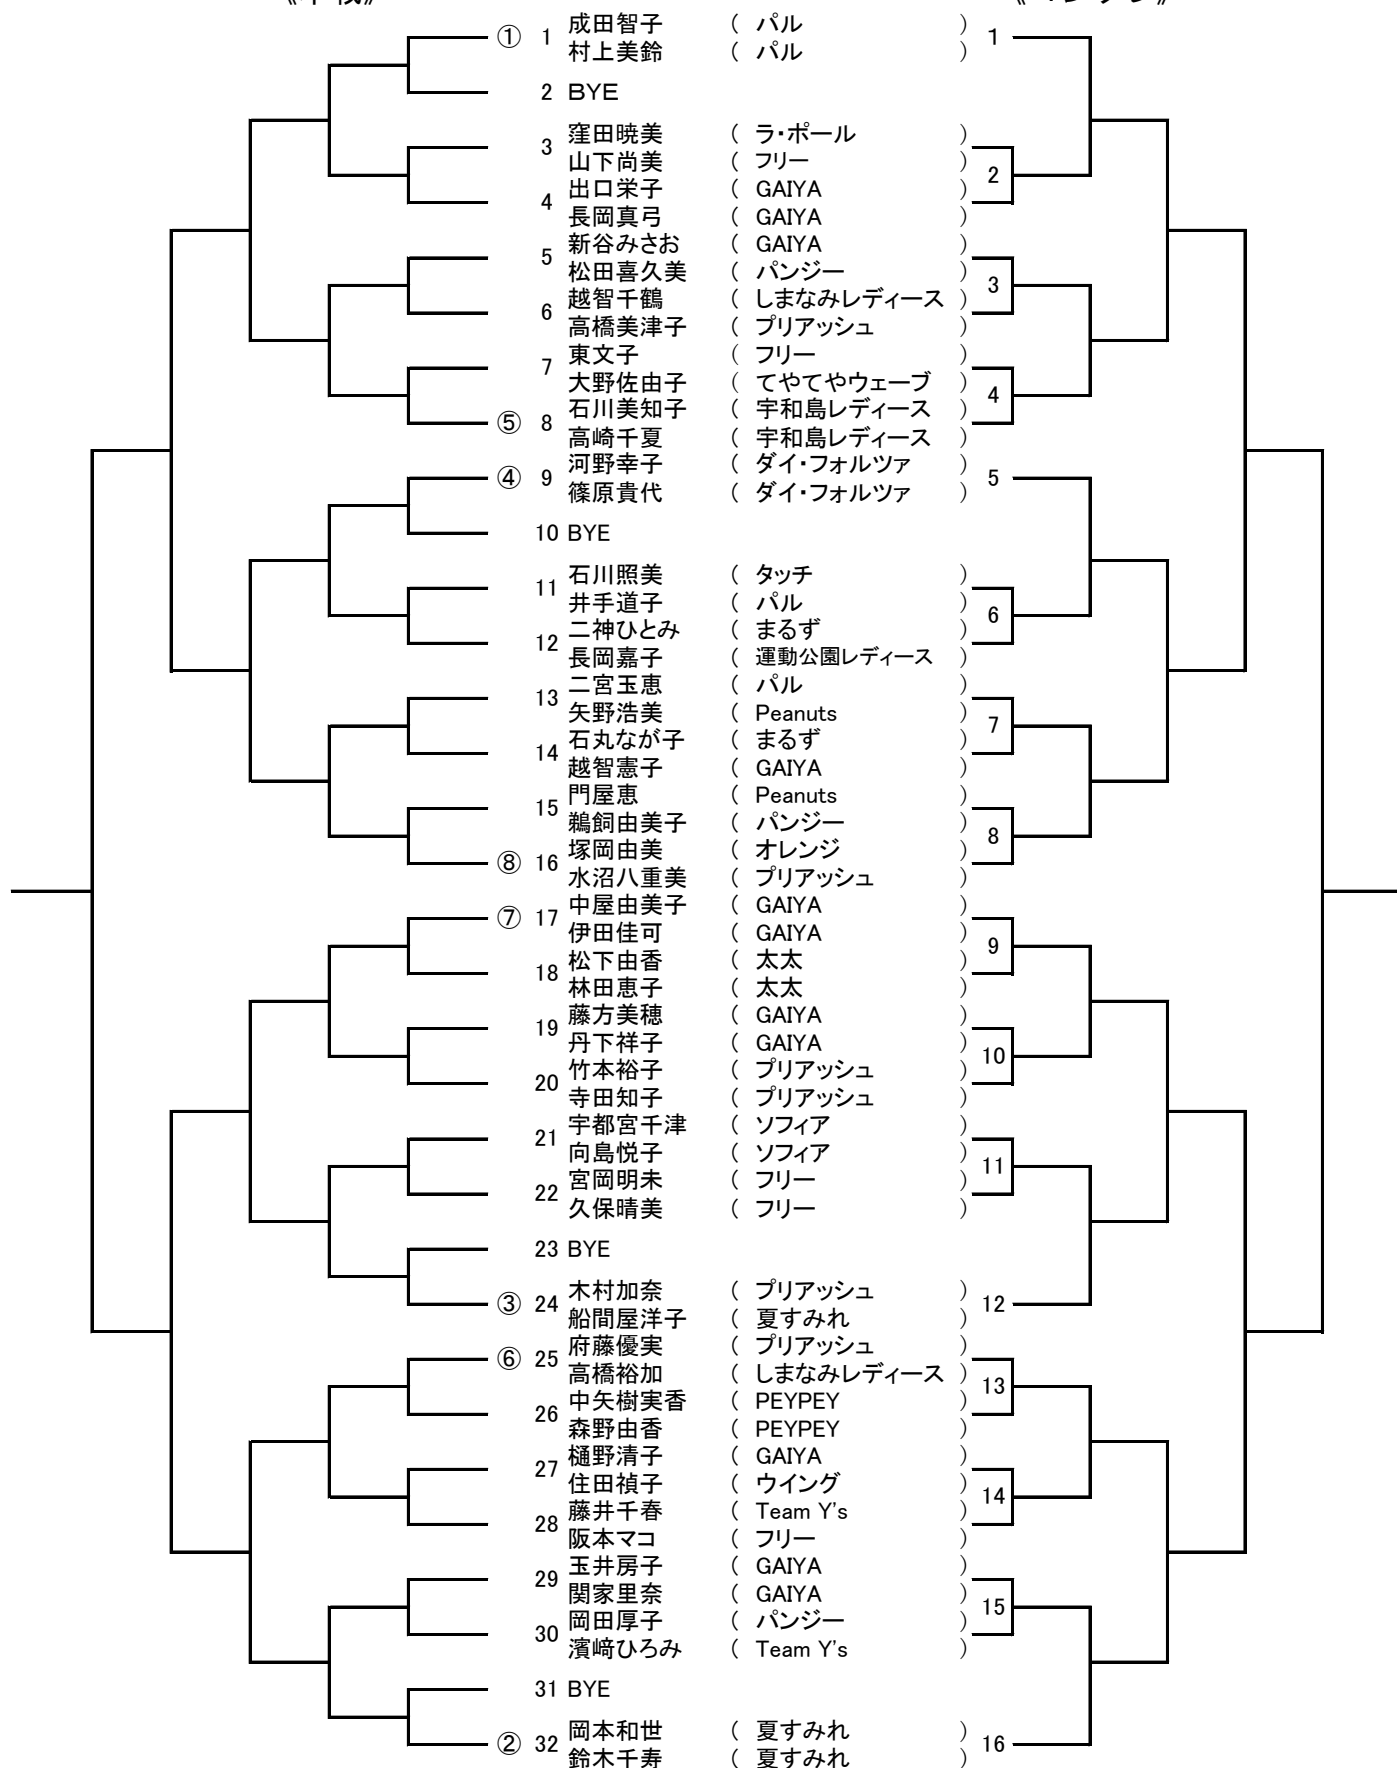 ① 1 成田智子 ( パル ) 1
村上美鈴 ( パル )
2 BYE
3 窪田暁美 ( ラ・ポール )
山下尚美 ( フリー ) 2
4 出口栄子 ( GAIYA )
長岡真弓 ( GAIYA )
5 新谷みさお ( GAIYA )
松田喜久美 ( パンジー ) 3
6 越智千鶴 ( しまなみレディース )
高橋美津子 ( プリアッシュ )
7 東文子 ( フリー )
大野佐由子 ( てやてやウェーブ ) 4
⑤ 8 石川美知子 ( 宇和島レディース )
高崎千夏 ( 宇和島レディース )
④ 9 河野幸子 ( ダイ・フォルツァ ) 5
篠原貴代 ( ダイ・フォルツァ )
10 BYE
11 石川照美 ( タッチ )
井手道子 ( パル ) 6
12 二神ひとみ ( まるず )
長岡嘉子 ( 運動公園レディース )
13 二宮玉恵 ( パル )
矢野浩美 ( Peanuts ) 7
14 石丸なが子 ( まるず )
越智憲子 ( GAIYA )
15 門屋恵 ( Peanuts )
鵜飼由美子 ( パンジー ) 8
⑧ 16 塚岡由美 ( オレンジ )
水沼八重美 ( プリアッシュ )
⑦ 17 中屋由美子 ( GAIYA )
伊田佳可 ( GAIYA ) 9
18 松下由香 ( 太太 )
林田恵子 ( 太太 )
19 藤方美穂 ( GAIYA )
丹下祥子 ( GAIYA ) 10
20 竹本裕子 ( プリアッシュ )
寺田知子 ( プリアッシュ )
21 宇都宮千津 ( ソフィア )
向島悦子 ( ソフィア ) 11
22 宮岡明未 ( フリー )
久保晴美 ( フリー )
23 BYE
③ 24 木村加奈 ( プリアッシュ ) 12
船間屋洋子 ( 夏すみれ )
⑥ 25 府藤優実 ( プリアッシュ )
高橋裕加 ( しまなみレディース ) 13
26 中矢樹実香 ( PEYPEY )
森野由香 ( PEYPEY )
27 樋野清子 ( GAIYA )
住田禎子 ( ウイング ) 14
28 藤井千春 ( Team Y's )
阪本マコ ( フリー )
29 玉井房子 ( GAIYA )
関家里奈 ( GAIYA ) 15
30 岡田厚子 ( パンジー )
濱﨑ひろみ ( Team Y's )
31 BYE
② 32 岡本和世 ( 夏すみれ ) 16
鈴木千寿 ( 夏すみれ )